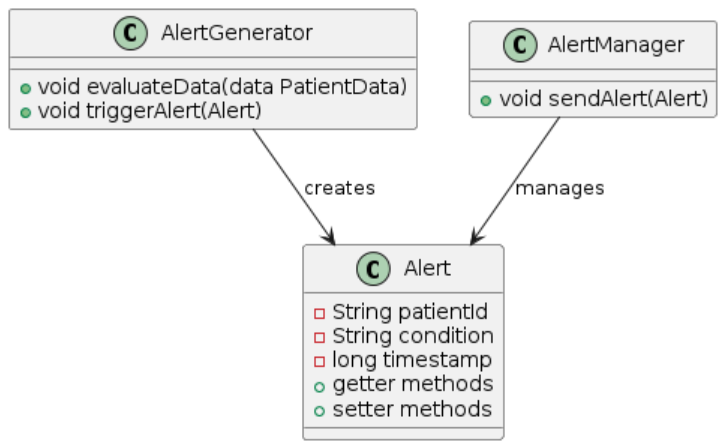 C AlertGenerator
void evaluateData(data PatientData)
void triggerAlert(Alert)
C AlertManager
void sendAlert(Alert)
creates
manages
C Alert
String patientId
String condition
long timestamp
getter methods
setter methods